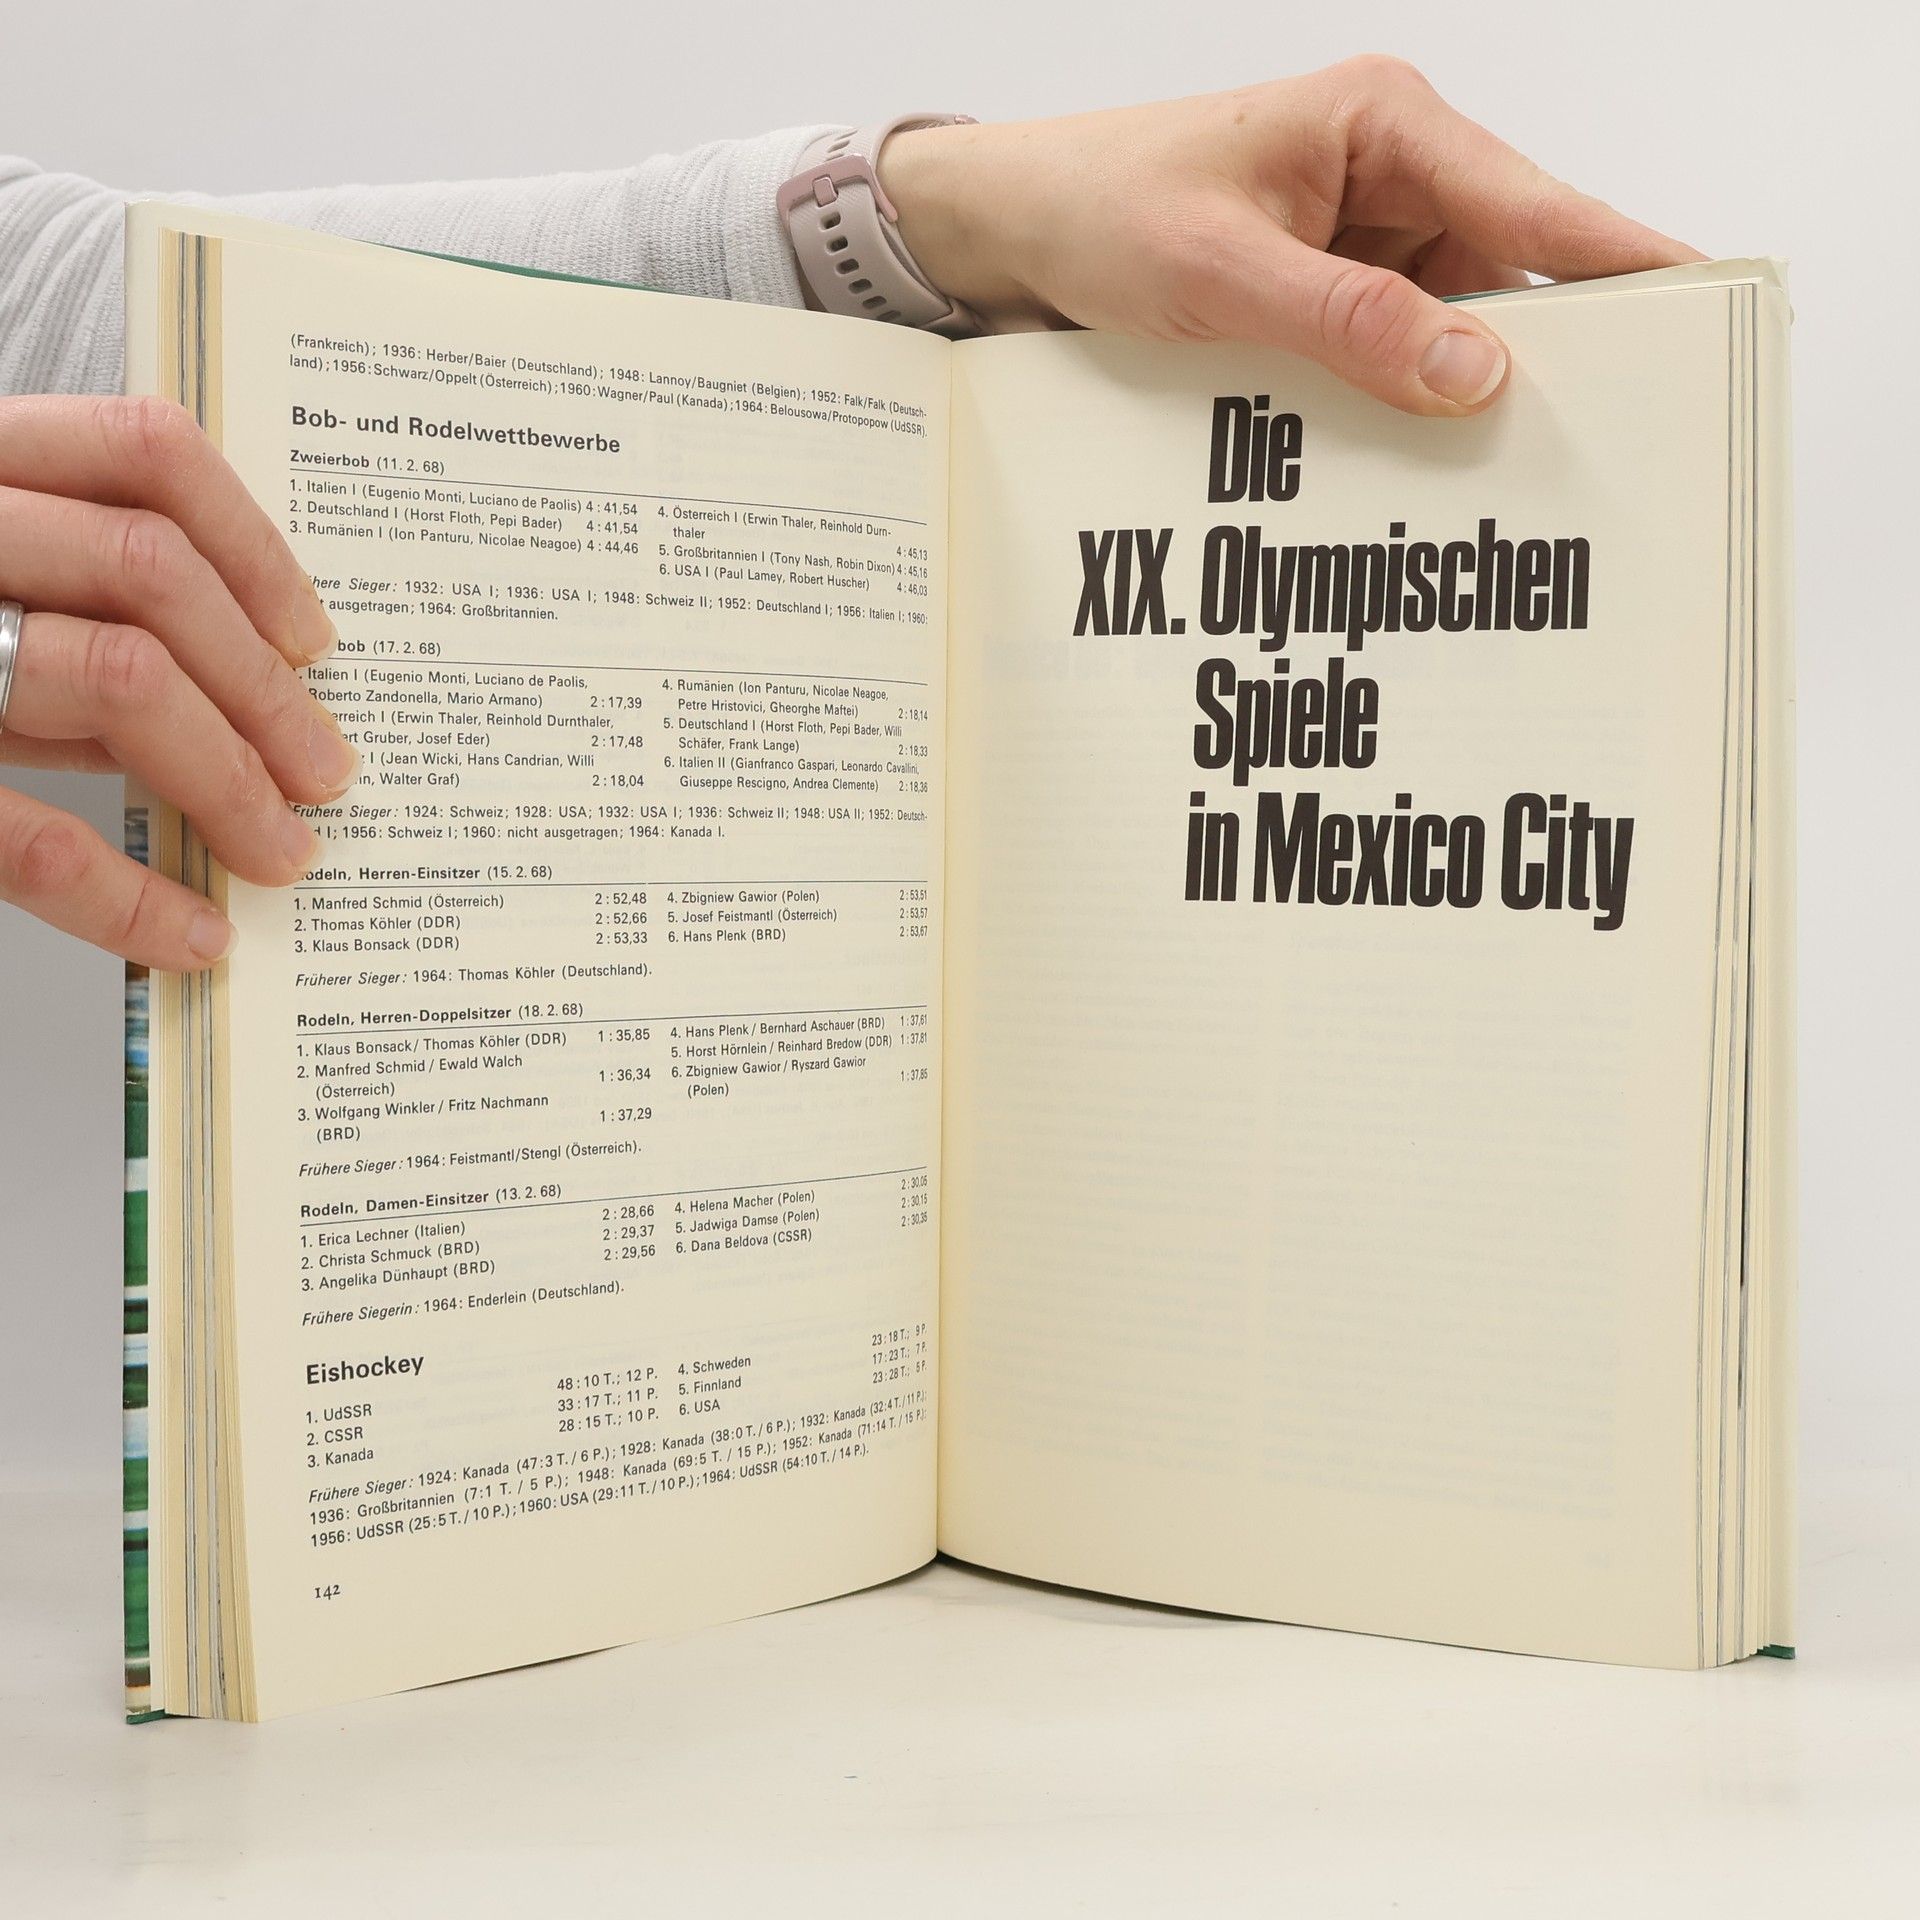 (Frankreich); 1936: Herber/Baier (Deutschland); 1948: Lannoy/Baugniet (Belgien); 1952: Falk/Falk (Deutsch-
land); 1956: Schwarz/Oppelt (Österreich); 1960: Wagner/Paul (Kanada); 1964: Belousowa/Protopopow (UdSSR).
Bob- und Rodelwettbewerbe
Zweierbob (11. 2. 68)
1. Italien I (Eugenio Monti, Luciano de Paolis) 4:41,54
2. Deutschland I (Horst Floth, Pepi Bader) 4:41,54
3. Rumänien I (Ion Panturu, Nicolae Neagoe) 4:44,46
4. Österreich I (Erwin Thaler, Reinhold Durn-
thaler 4:45,13
5. Großbritannien I (Tony Nash, Robin Dixon) 4:45,16
6. USA I (Paul Lamey, Robert Huscher) 4:46,03
Sieger: 1932: USA I; 1936: USA I; 1948: Schweiz II; 1952: Deutschland I; 1956: Italien I; 1960:
ausgetragen; 1964: Großbritannien.
bob (17. 2. 68)
Italien I (Eugenio Monti, Luciano de Paolis,
Roberto Zandonella, Mario Armano) 2:17,39
I (Erwin Thaler, Reinhold Durnthaler,
Gruber, Josef Eder) 2:17,48
I (Jean Wicki, Hans Candrian, Willi
Walter Graf) 2:18,04
4. Rumänien (Ion Panturu, Nicolae Neagoe,
Petre Hristovici, Gheorghe Maftei) 2:18,14
5. Deutschland I (Horst Floth, Pepi Bader, Willi
Schäfer, Frank Lange) 2:18,33
6. Italien II (Gianfranco Gaspari, Leonardo Cavallini,
Giuseppe Rescigno, Andrea Clemente) 2:18,36
Frühere Sieger: 1924: Schweiz; 1928: USA; 1932: USA I; 1936: Schweiz II; 1948: USA II; 1952: Deutsch-
I; 1956: Schweiz I; 1960: nicht ausgetragen; 1964: Kanada I.
Rodeln, Herren-Einsitzer (15. 2. 68)
1. Manfred Schmid (Österreich) 2:52,48
2. Thomas Köhler (DDR) 2:52,66
3. Klaus Bonsack (DDR) 2:53,33
4. Zbigniew Gawior (Polen) 2:53,51
5. Josef Feistmantl (Österreich) 2:53,57
6. Hans Plenk (BRD) 2:53,67
Früherer Sieger: 1964: Thomas Köhler (Deutschland).
Rodeln, Herren-Doppelsitzer (18. 2. 68)
1. Klaus Bonsack / Thomas Köhler (DDR) 1:35,85
2. Manfred Schmid / Ewald Walch
(Österreich) 1:36,34
3. Wolfgang Winkler / Fritz Nachmann
(BRD) 1:37,29
4. Hans Plenk / Bernhard Aschauer (BRD) 1:37,61
5. Horst Hörnlein / Reinhard Bredow (DDR) 1:37,81
6. Zbigniew Gawior / Ryszard Gawior
(Polen) 1:37,85
Frühere Sieger: 1964: Feistmantl/Stengl (Österreich).
Rodeln, Damen-Einsitzer (13. 2. 68)
1. Erica Lechner (Italien) 2:28,66
2. Christa Schmuck (BRD) 2:29,37
3. Angelika Dünhaupt (BRD) 2:29,56
4. Helena Macher (Polen) 2:30,05
5. Jadwiga Damse (Polen) 2:30,15
6. Dana Beldova (CSSR) 2:30,35
Frühere Siegerin: 1964: Enderlein (Deutschland).
Eishockey
1. UdSSR 48:10 T.; 12 P.
2. CSSR 33:17 T.; 11 P.
3. Kanada 28:15 T.; 10 P.
4. Schweden 23:18 T.; 9 P.
5. Finnland 17:23 T.; 7 P.
6. USA 23:28 T.; 6 P.
Frühere Sieger: 1924: Kanada (47:3 T. / 6 P.); 1928: Kanada (38:0 T. / 6 P.); 1932: Kanada (32:4 T. / 11 P.);
1936: Großbritannien (7:1 T. / 5 P.); 1948: Kanada (69:5 T. / 15 P.); 1952: Kanada (71:14 T. / 15 P.);
1956: UdSSR (25:5 T. / 10 P.); 1960: USA (29:11 T. / 10 P.); 1964: UdSSR (54:10 T. / 14 P.).
142
Die
XIX. Olympischen
Spiele
in Mexico City